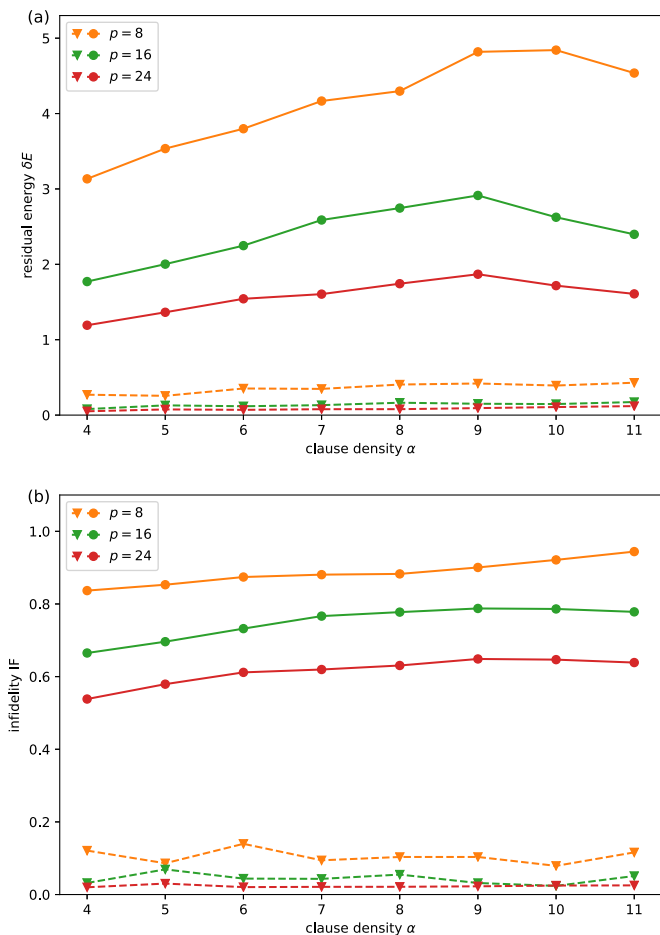 (a)
p = 8
p = 16
p = 24
5
4
3
2
1
0
residual energy δE
4 5 6 7 8 9 10 11
clause density α
(b)
p = 8
p = 16
p = 24
1.0
0.8
0.6
0.4
0.2
0.0
infidelity IF
4 5 6 7 8 9 10 11
clause density α